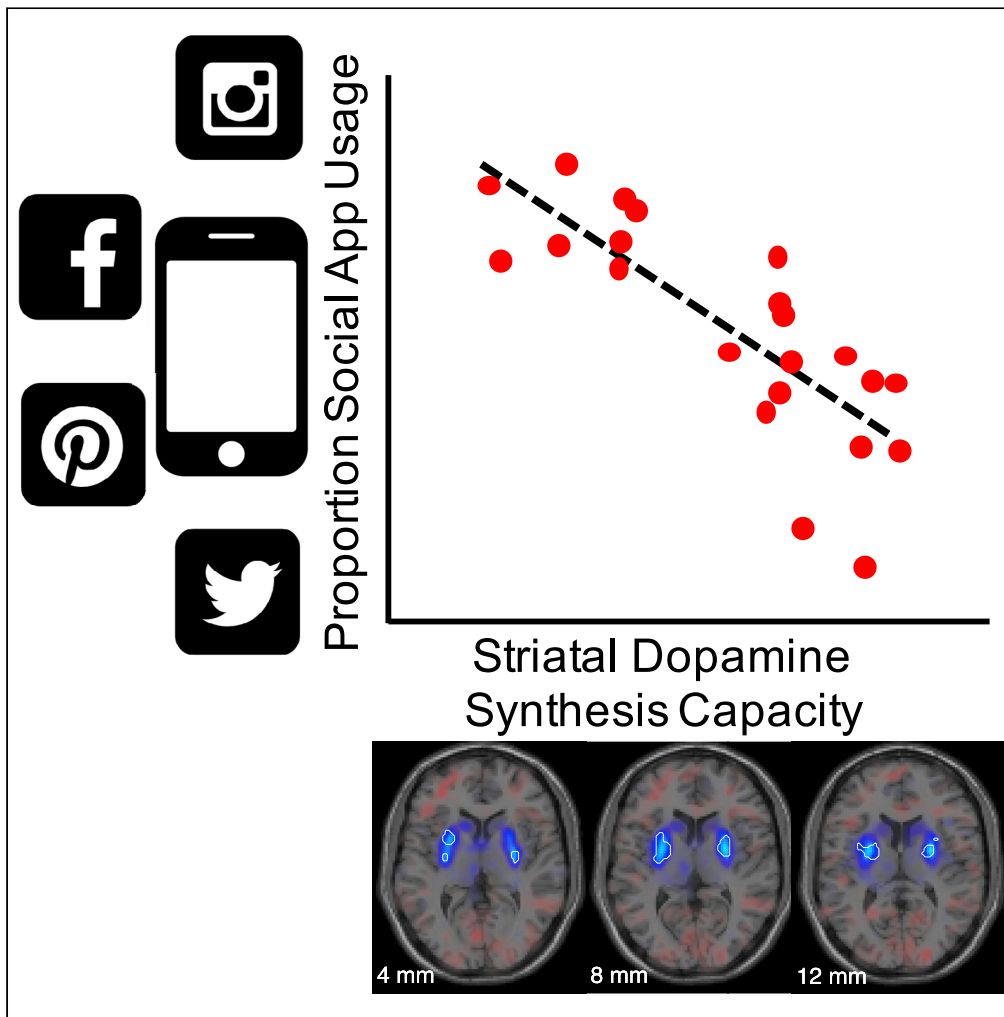 Proportion Social App Usage
Striatal Dopamine
Synthesis Capacity
4 mm
8 mm
12 mm